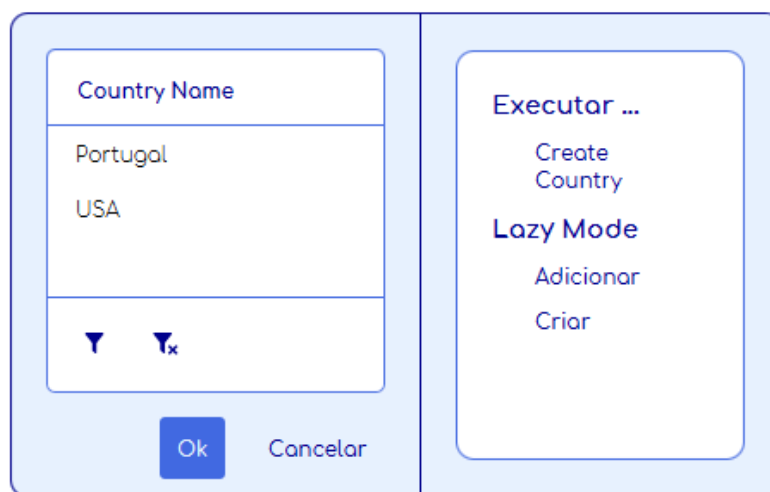 Country Name
Portugal
USA
Ok
Cancelar
Executar ...
Create
Country
Lazy Mode
Adicionar
Criar